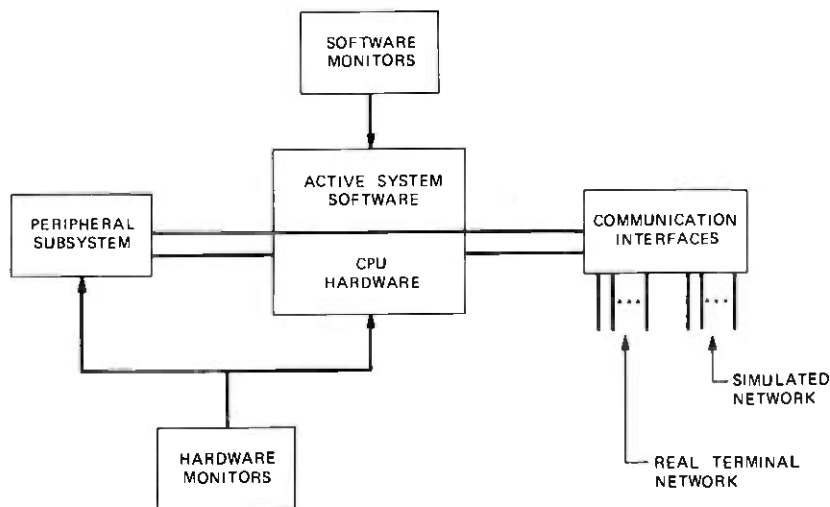 SOFTWARE
MONITORS
ACTIVE SYSTEM
SOFTWARE
PERIPHERAL
SUBSYSTEM
COMMUNICATION
INTERFACES
CPU
HARDWARE
SIMULATED
NETWORK
HARDWARE
MONITORS
REAL TERMINAL
NETWORK